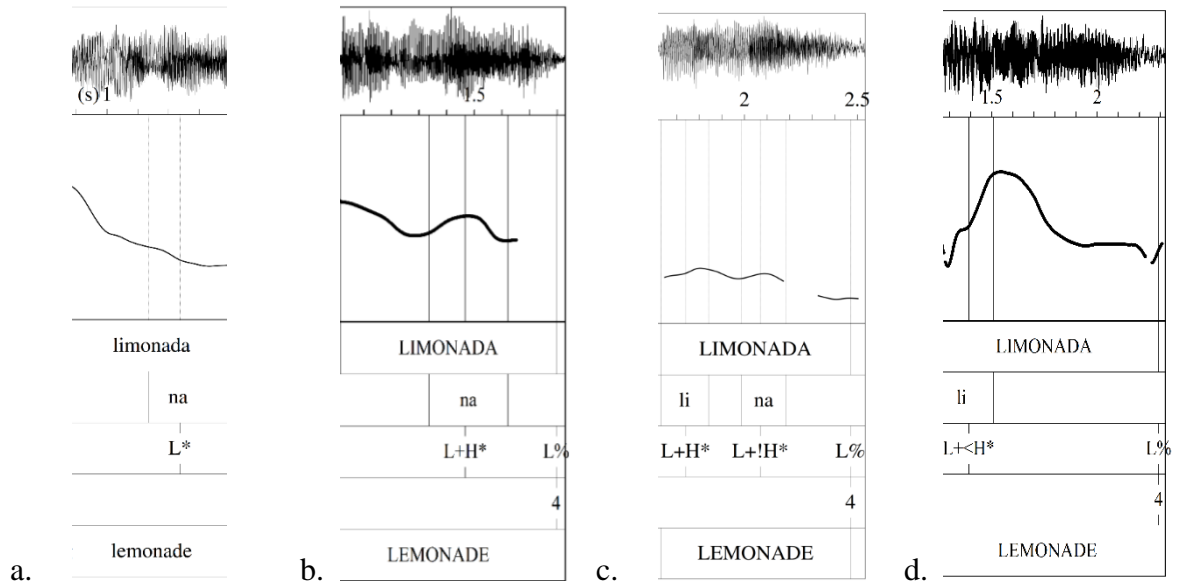 (s) 1
limonada
na
L*
lemonade
a.
1.5
LIMONADA
na
L+H* L%
4
LEMONADE
b.
2 2.5
LIMONADA
li na
L+H* L+!H* L%
4
LEMONADE
c.
1.5 2
LIMONADA
li
L+<H* L%
4
LEMONADE
d.